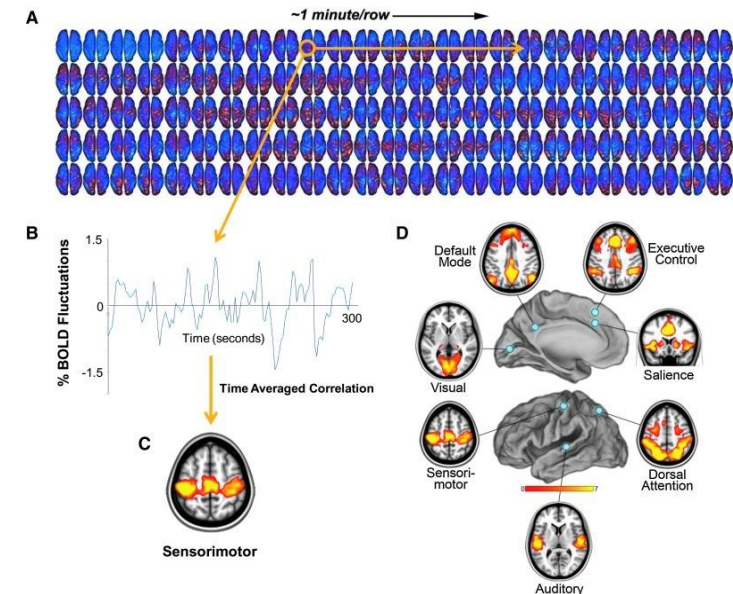 A
~1 minute/row
B
1.5
% BOLD Fluctuations
0
300
Time (seconds)
-1.5
Time Averaged Correlation
C
Sensorimotor
D
Default
Mode
Executive
Control
Visual
Salience
Sensori-
motor
Dorsal
Attention
0
7
Auditory